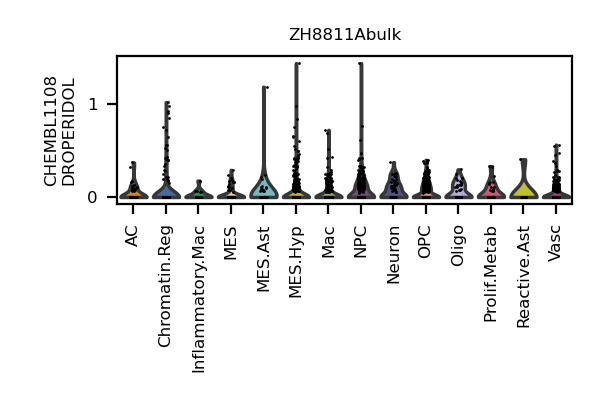 ZH8811Abulk
CHEMBL1108
DROPERIDOL
1
0
AC
Chromatin.Reg
Inflammatory.Mac
MES
MES.Ast
MES.Hyp
Mac
NPC
Neuron
OPC
Oligo
Prolif.Metab
Reactive.Ast
Vasc